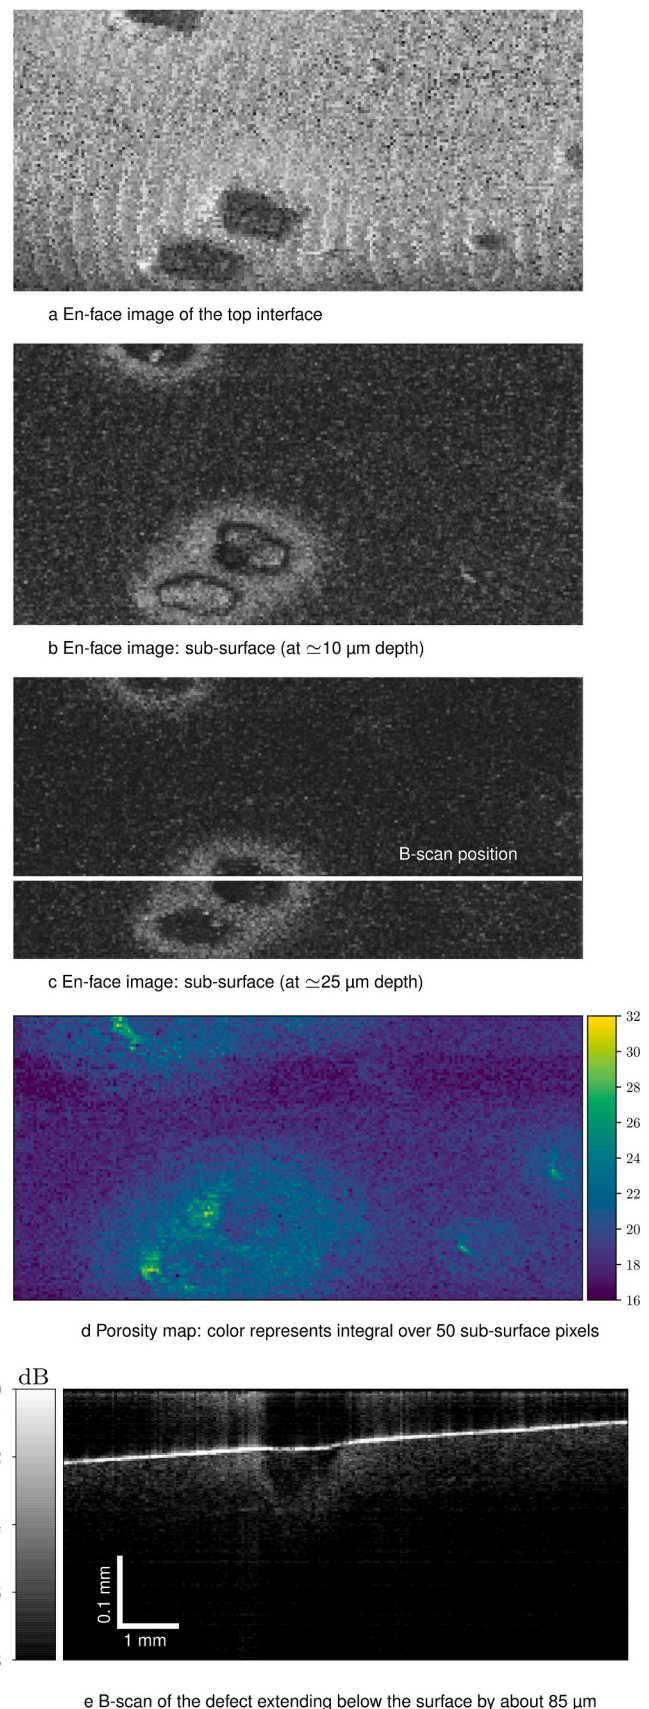 a En-face image of the top interface
b En-face image: sub-surface (at ≃10 µm depth)
B-scan position
c En-face image: sub-surface (at ≃25 µm depth)
32
30
28
26
24
22
20
18
16
d Porosity map: color represents integral over 50 sub-surface pixels
dB
0.1 mm
1 mm
e B-scan of the defect extending below the surface by about 85 µm